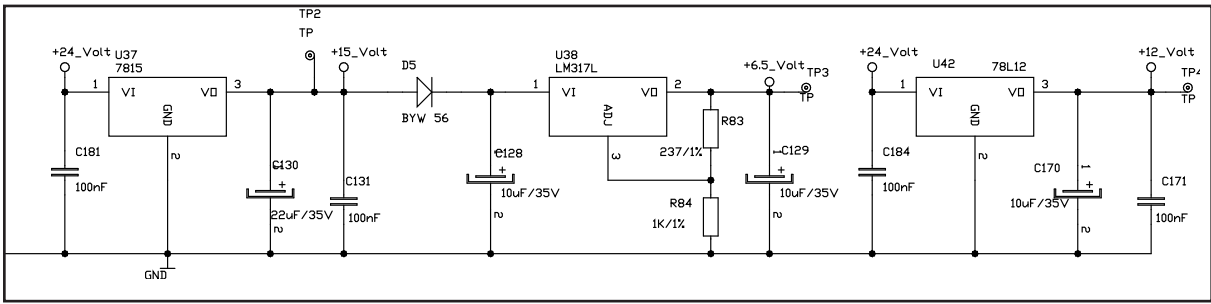 TP2
TP
+24_Volt
U37
7815
1
VI
VO
3
GND
2
+15_Volt
D5
BYW 56
U38
LM317L
1
VI
VO
2
ADJ
3
+6.5_Volt
TP3
TP
+24_Volt
U42
78L12
1
VI
VO
3
GND
2
+12_Volt
TP4
TP
C181
100nF
1
C130
+
22uF/35V
2
C131
100nF
C128
+
10uF/35V
2
R83
237/1%
R84
1K/1%
1
C129
+
10uF/35V
2
C184
100nF
1
C170
+
10uF/35V
2
C171
100nF
GND